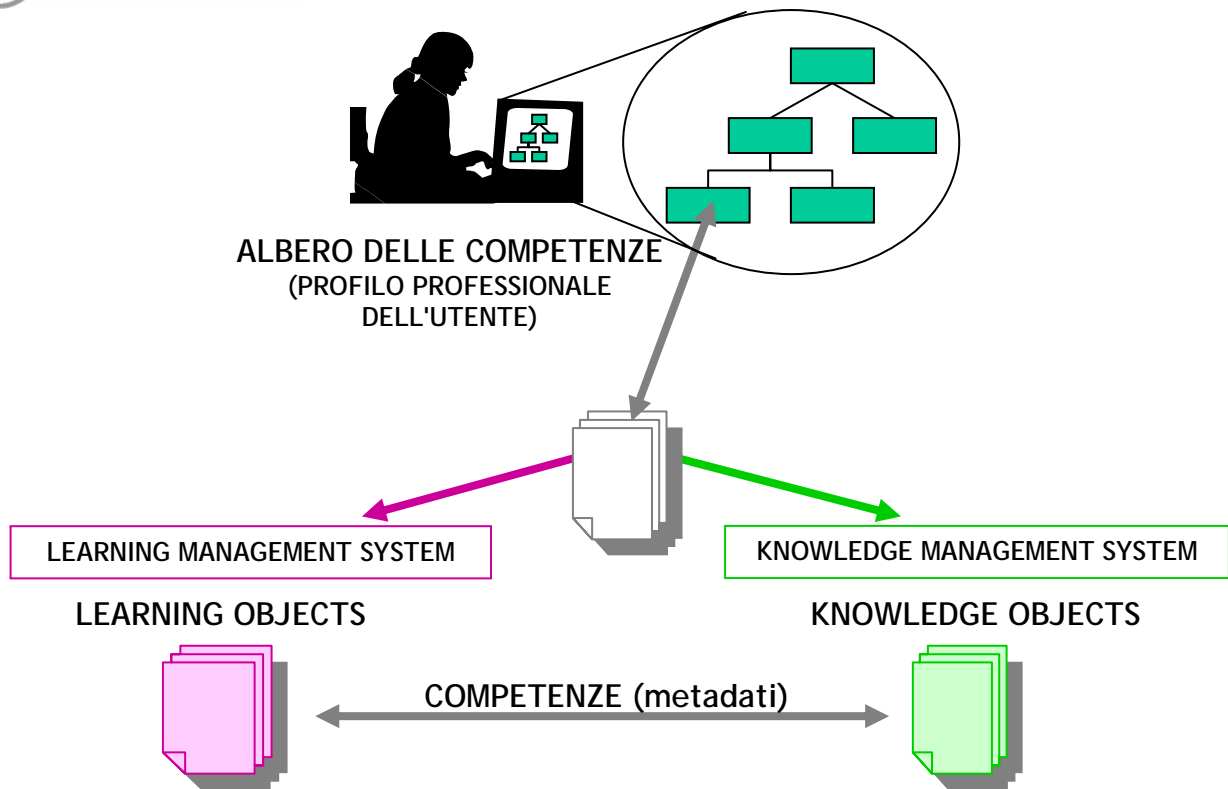 ALBERO DELLE COMPETENZE
(PROFILO PROFESSIONALE
DELL'UTENTE)
LEARNING MANAGEMENT SYSTEM
KNOWLEDGE MANAGEMENT SYSTEM
LEARNING OBJECTS
KNOWLEDGE OBJECTS
COMPETENZE (metadati)